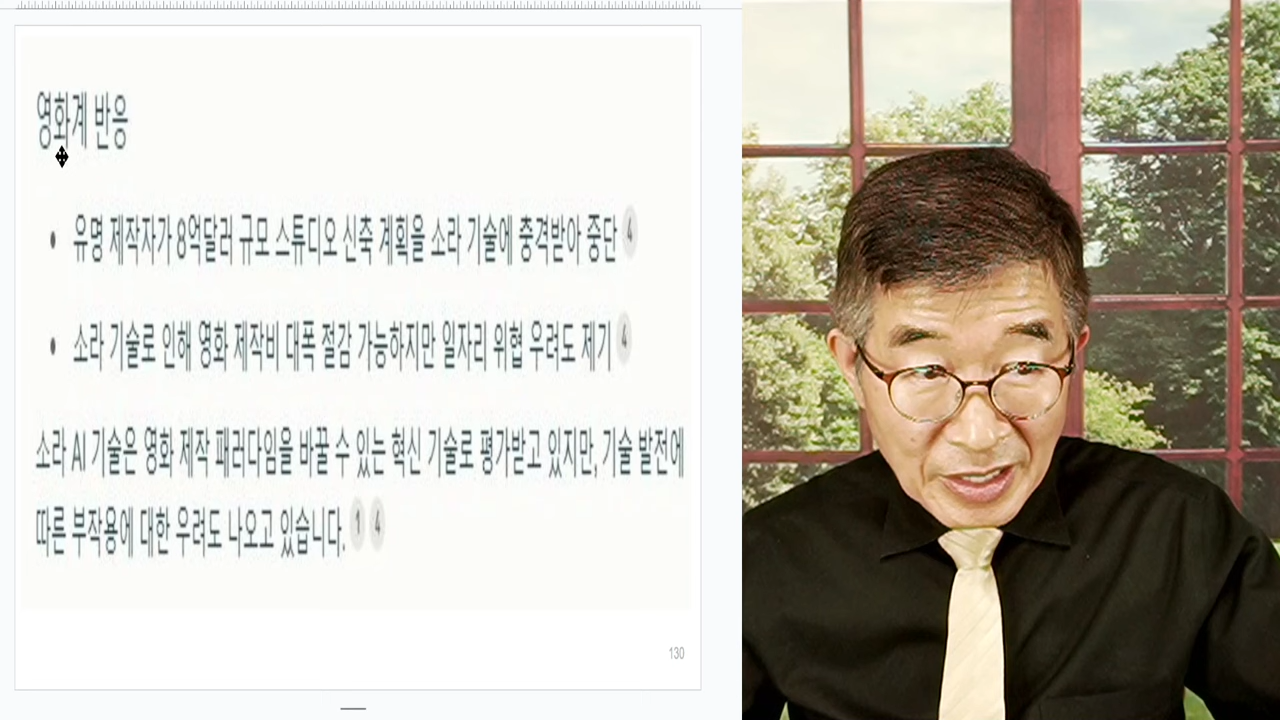 영화계 반응
• 유명 제작자가 8억달러 규모 스튜디오 신축 계획을 소라 기술에 충격받아 중단 4
• 소라 기술로 인해 영화 제작비 대폭 절감 가능하지만 일자리 위협 우려도 제기 4
소라 AI 기술은 영화 제작 패러다임을 바꿀 수 있는 혁신 기술로 평가받고 있지만, 기술 발전에
따른 부작용에 대한 우려도 나오고 있습니다. 1 4
130